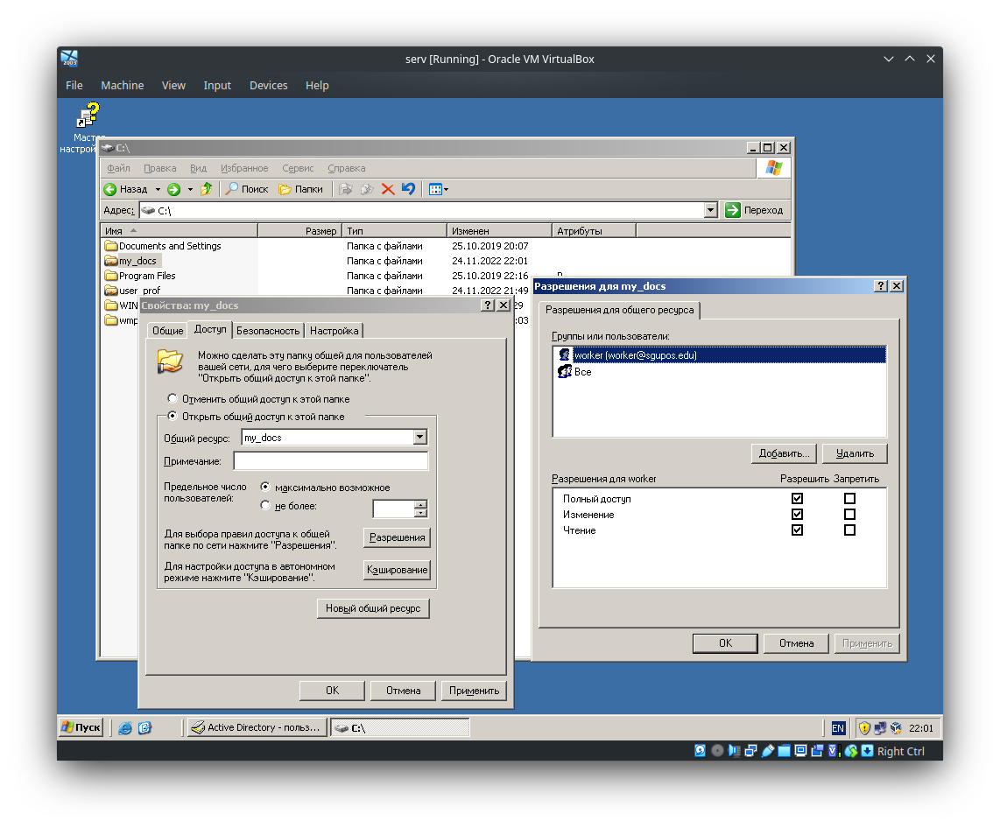 serv [Running] - Oracle VM VirtualBox
File Machine View Input Devices Help
2003
C:\
Файл Правка Вид Избранное Сервис Справка
Назад Поиск Папки
Адрес: C:\ Переход
Имя Размер Тип Изменен Атрибуты
Documents and Settings Папка с файлами 25.10.2019 20:07
my_docs Папка с файлами 24.11.2022 22:01
Program Files Папка с файлами 25.10.2019 22:16
user_prof Папка с файлами 24.11.2022 21:49
WIN :29
wmp :03
Свойства: my_docs
Общие Доступ Безопасность Настройка
Можно сделать эту папку общей для пользователей
вашей сети, для чего выберите переключатель
"Открыть общий доступ к этой папке".
Отменить общий доступ к этой папке
Открыть общий доступ к этой папке
Общий ресурс: my_docs
Примечание:
Предельное число
пользователей:
максимально возможное
не более:
Для выбора правил доступа к общей
папке по сети нажмите "Разрешения".
Разрешения
Для настройки доступа в автономном
режиме нажмите "Кэширование".
Кэширование
Новый общий ресурс
OK Отмена Применить
Разрешения для my_docs
Разрешения для общего ресурса
Группы или пользователи:
worker (worker@sgupos.edu)
Все
Добавить... Удалить
Разрешения для worker Разрешить Запретить
Полный доступ
Изменение
Чтение
OK Отмена Применить
Пуск Active Directory - польз... C:\ EN 22:01
Right Ctrl